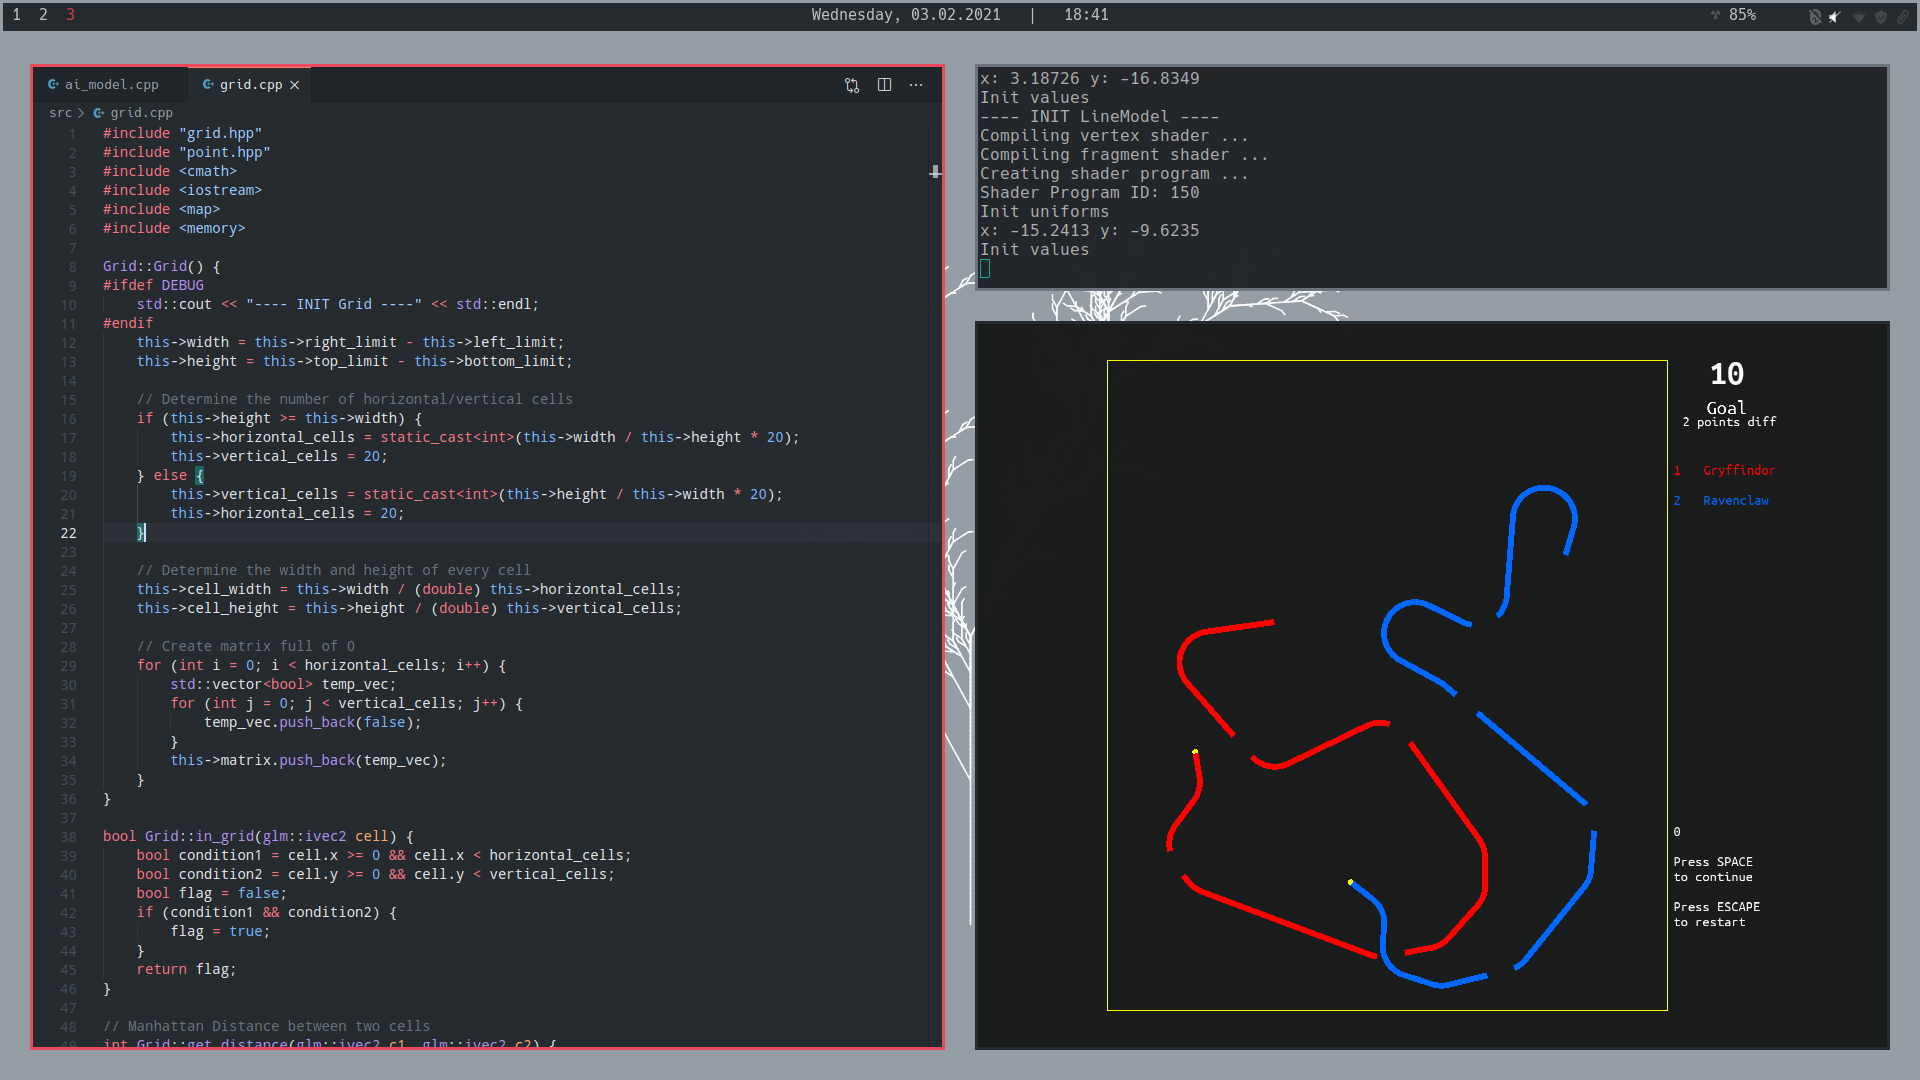 1 2 3
Wednesday, 03.02.2021 | 18:41
85%
ai_model.cpp
grid.cpp
src > grid.cpp
1 #include "grid.hpp"
2 #include "point.hpp"
3 #include <cmath>
4 #include <iostream>
5 #include <map>
6 #include <memory>
7
8 Grid::Grid() {
9 #ifdef DEBUG
10 std::cout << "---- INIT Grid ----" << std::endl;
11 #endif
12 this->width = this->right_limit - this->left_limit;
13 this->height = this->top_limit - this->bottom_limit;
14
15 // Determine the number of horizontal/vertical cells
16 if (this->height >= this->width) {
17 this->horizontal_cells = static_cast<int>(this->width / this->height * 20);
18 this->vertical_cells = 20;
19 } else {
20 this->vertical_cells = static_cast<int>(this->height / this->width * 20);
21 this->horizontal_cells = 20;
22 }
23
24 // Determine the width and height of every cell
25 this->cell_width = this->width / (double) this->horizontal_cells;
26 this->cell_height = this->height / (double) this->vertical_cells;
27
28 // Create matrix full of 0
29 for (int i = 0; i < horizontal_cells; i++) {
30 std::vector<bool> temp_vec;
31 for (int j = 0; j < vertical_cells; j++) {
32 temp_vec.push_back(false);
33 }
34 this->matrix.push_back(temp_vec);
35 }
36 }
37
38 bool Grid::in_grid(glm::ivec2 cell) {
39 bool condition1 = cell.x >= 0 && cell.x < horizontal_cells;
40 bool condition2 = cell.y >= 0 && cell.y < vertical_cells;
41 bool flag = false;
42 if (condition1 && condition2) {
43 flag = true;
44 }
45 return flag;
46 }
47
48 // Manhattan Distance between two cells
49 int Grid::get_distance(glm::ivec2 c1, glm::ivec2 c2) {
x: 3.18726 y: -16.8349
Init values
---- INIT LineModel ----
Compiling vertex shader ...
Compiling fragment shader ...
Creating shader program ...
Shader Program ID: 150
Init uniforms
x: -15.2413 y: -9.6235
Init values
10
Goal
2 points diff
1 Gryffindor
2 Ravenclaw
0
Press SPACE
to continue
Press ESCAPE
to restart